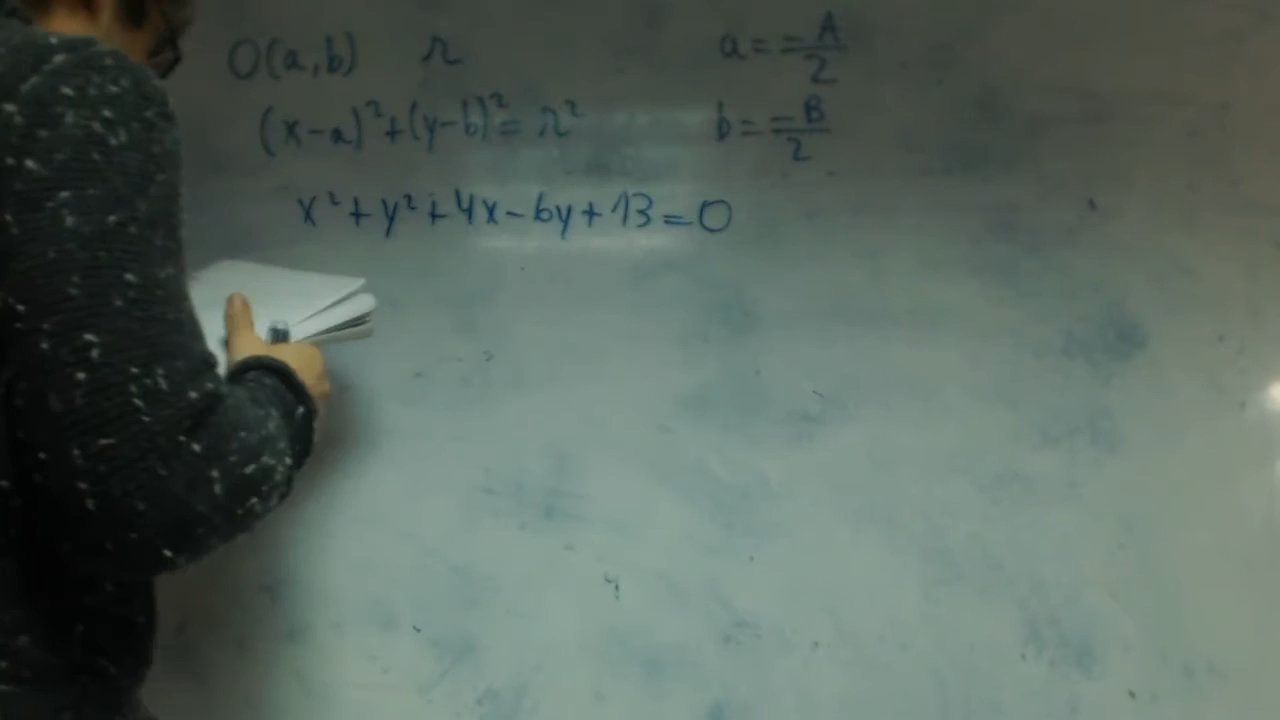 O(a,b) r a=-A/2
(x-a)²+(y-b)²=r² b=-B/2
x²+y²+4x-6y+13=0